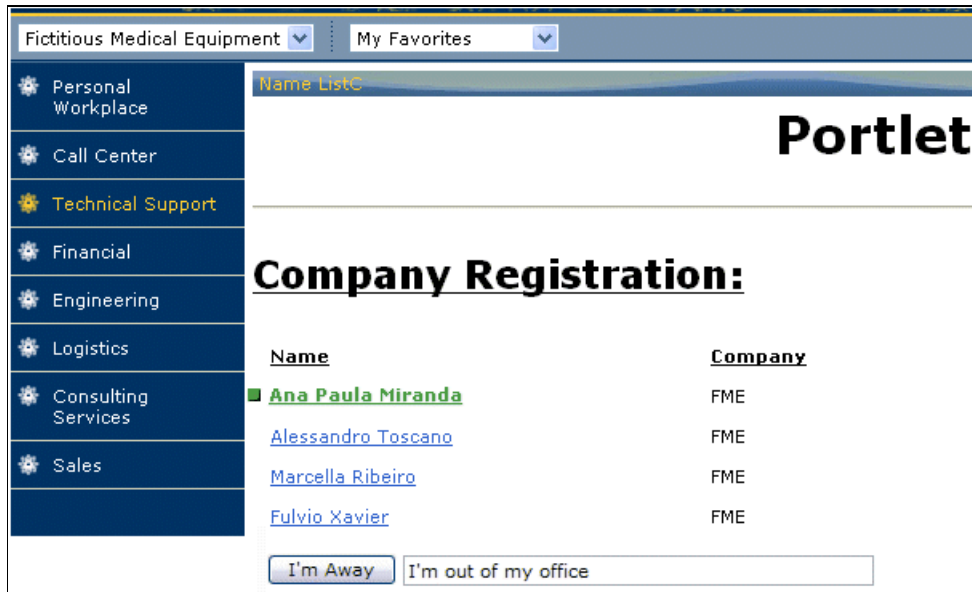 Fictitious Medical Equipment My Favorites
Personal
Workplace
Call Center
Technical Support
Financial
Engineering
Logistics
Consulting
Services
Sales
Name ListC
Portlet
Company Registration:
Name Company
Ana Paula Miranda FME
Alessandro Toscano FME
Marcella Ribeiro FME
Fulvio Xavier FME
I'm Away I'm out of my office